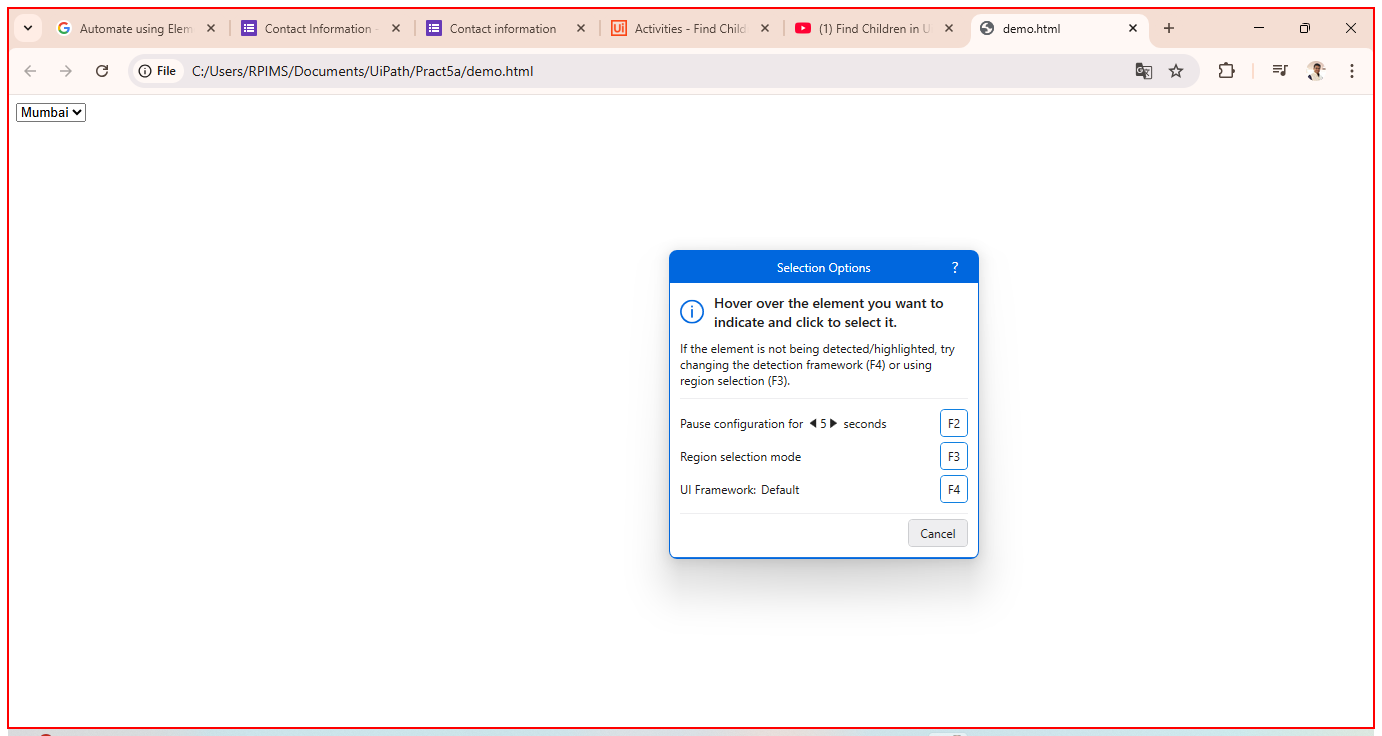 Automate using Elem
Contact Information -
Contact information
Activities - Find Child
(1) Find Children in U
demo.html
File
C:/Users/RPIMS/Documents/UiPath/Pract5a/demo.html
Mumbai
Selection Options ?
Hover over the element you want to
indicate and click to select it.
If the element is not being detected/highlighted, try
changing the detection framework (F4) or using
region selection (F3).
Pause configuration for 5 seconds F2
Region selection mode F3
UI Framework: Default F4
Cancel